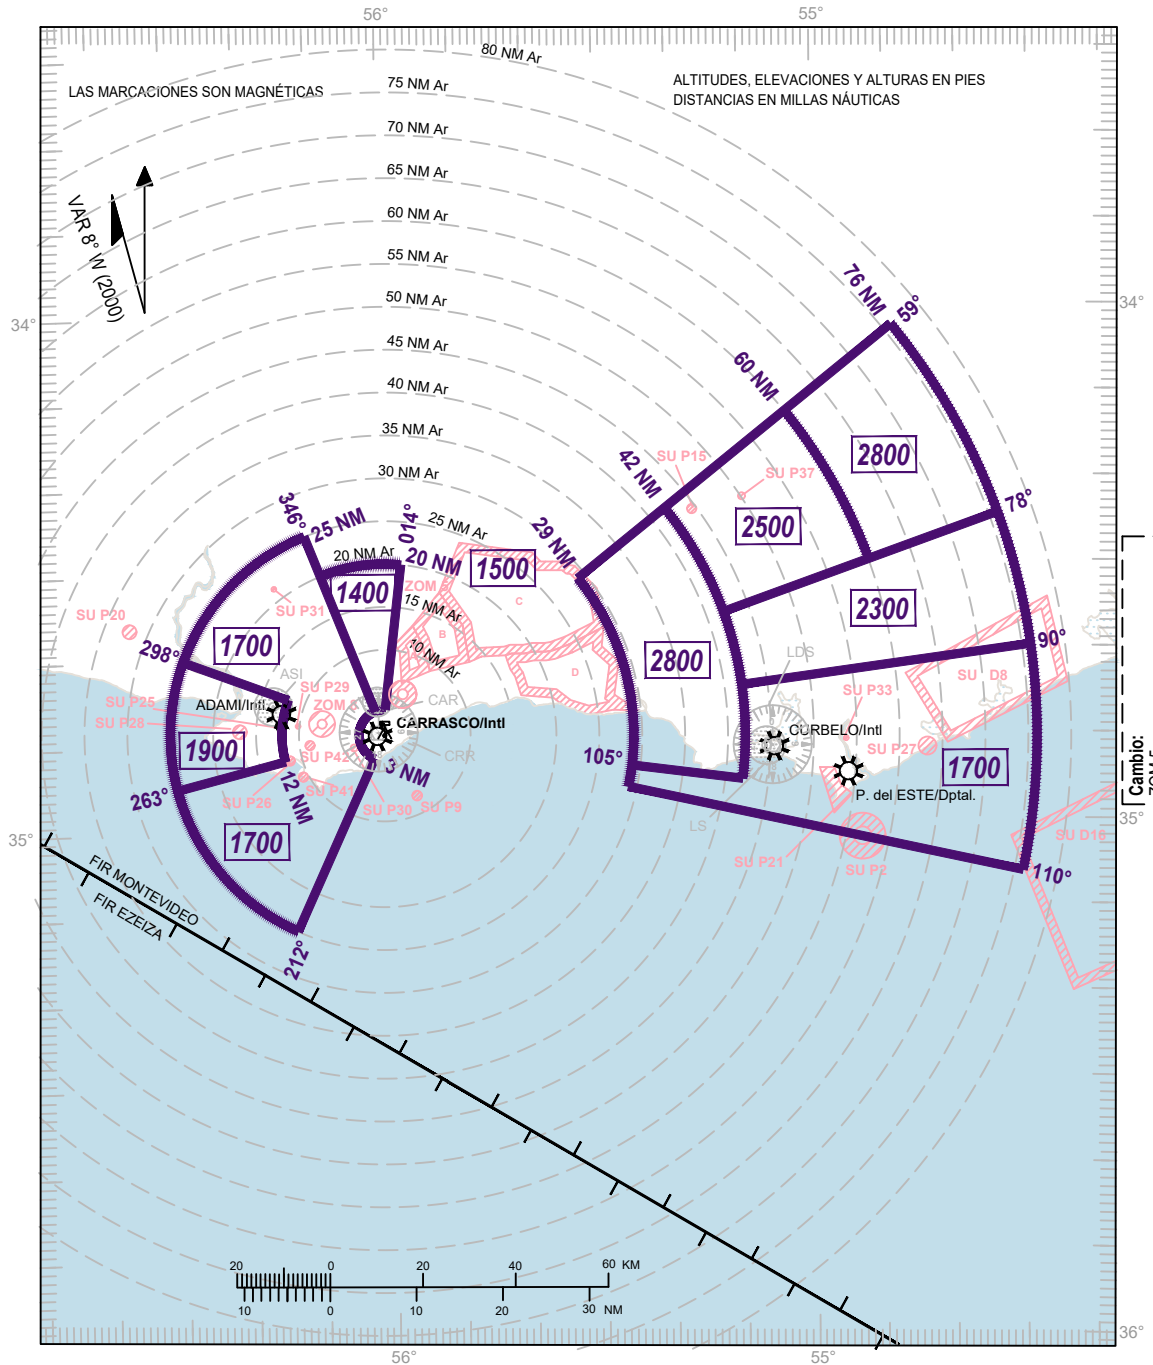 56°
55°
80 NM Ar
LAS MARCACIONES SON MAGNÉTICAS
75 NM Ar
ALTITUDES, ELEVACIONES Y ALTURAS EN PIES
DISTANCIAS EN MILLAS NÁUTICAS
70 NM Ar
65 NM Ar
VAR 8° W (2000)
60 NM Ar
55 NM Ar
50 NM Ar
76 NM
59°
34°
34°
45 NM Ar
60 NM
40 NM Ar
35 NM Ar
2800
SU P15
42 NM
SU P37
30 NM Ar
78°
346°
25 NM
014°
25 NM Ar
29 NM
2500
20 NM Ar
20 NM
1500
ZOM 5
1400
C
15 NM Ar
SU P31
2300
SU P20
B
90°
1700
10 NM Ar
298°
2800
LDS
D
SU D8
ASI
SU P29
SU P33
SU P25
ADAMI/Intl.
ZOM
CAR
SU P28
CARRASCO/Intl
CURBELO/Intl
1900
SU P42
CRR
105°
SU P27
3 NM
1700
Cambio:
263°
SU P26
12 NM
SU P41
SU P30
SU P9
P. del ESTE/Dptal.
35°
35°
1700
LS
SU P21
SU P2
SU D16
110°
FIR MONTEVIDEO
FIR EZEIZA
212°
20 0 20 40 60 KM
10 0 10 20 30 NM
36°
56°
55°